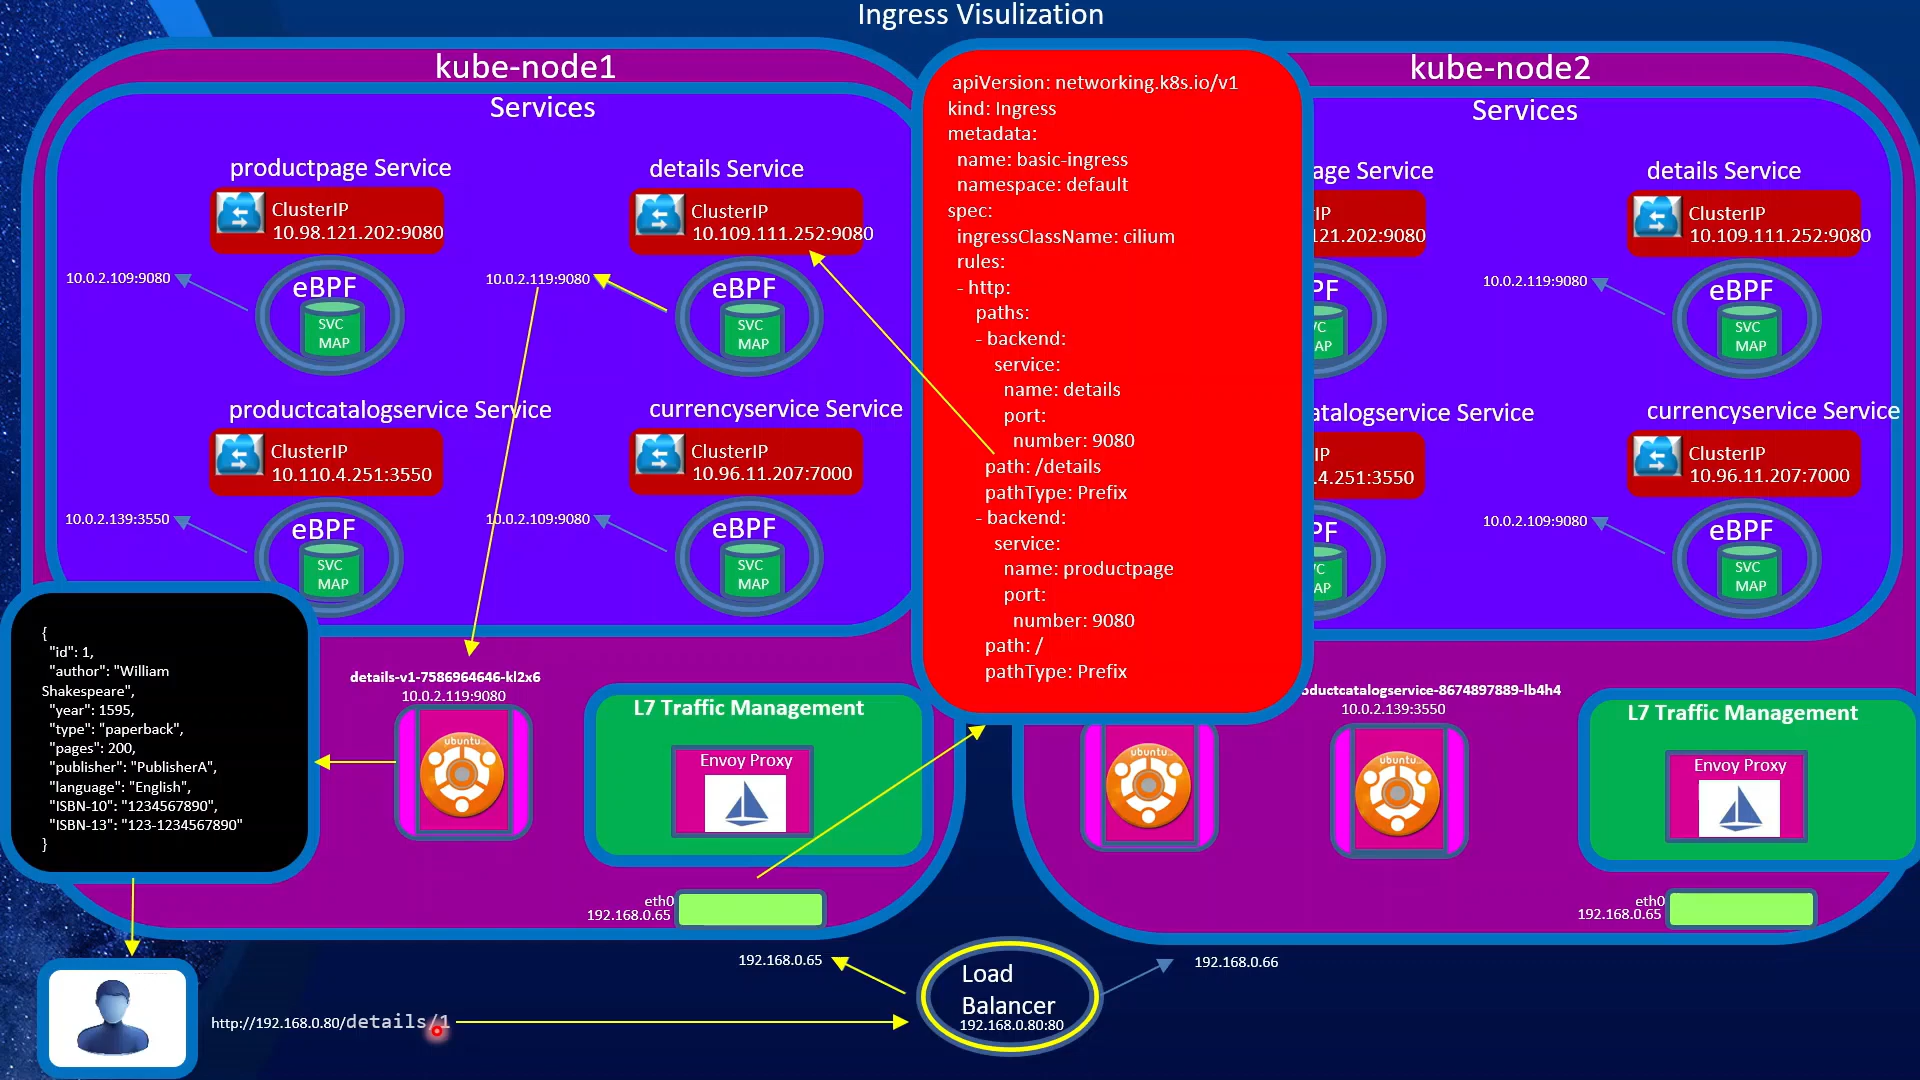 Ingress Visulization
kube-node1
Services
productpage Service
ClusterIP
10.98.121.202:9080
10.0.2.109:9080
eBPF
SVC
MAP
details Service
ClusterIP
10.109.111.252:9080
10.0.2.119:9080
eBPF
SVC
MAP
productcatalogservice Service
ClusterIP
10.110.4.251:3550
10.0.2.139:3550
eBPF
SVC
MAP
currencyservice Service
ClusterIP
10.96.11.207:7000
10.0.2.109:9080
eBPF
SVC
MAP
apiVersion: networking.k8s.io/v1
kind: Ingress
metadata:
name: basic-ingress
namespace: default
spec:
ingressClassName: cilium
rules:
- http:
paths:
- backend:
service:
name: details
port:
number: 9080
path: /details
pathType: Prefix
- backend:
service:
name: productpage
port:
number: 9080
path: /
pathType: Prefix
kube-node2
Services
age Service
IP
121.202:9080
PF
VC
AP
details Service
ClusterIP
10.109.111.252:9080
10.0.2.119:9080
eBPF
SVC
MAP
atalogservice Service
IP
.4.251:3550
PF
VC
AP
currencyservice Service
ClusterIP
10.96.11.207:7000
10.0.2.109:9080
eBPF
SVC
MAP
{
"id": 1,
"author": "William
Shakespeare",
"year": 1595,
"type": "paperback",
"pages": 200,
"publisher": "PublisherA",
"language": "English",
"ISBN-10": "1234567890",
"ISBN-13": "123-1234567890"
}
details-v1-7586964646-kl2x6
10.0.2.119:9080
ubuntu
L7 Traffic Management
Envoy Proxy
eth0
192.168.0.65
ubuntu
oductcatalogservice-8674897889-lb4h4
10.0.2.139:3550
ubuntu
L7 Traffic Management
Envoy Proxy
eth0
192.168.0.65
192.168.0.65
192.168.0.66
Load
Balancer
192.168.0.80:80
http://192.168.0.80/details/1